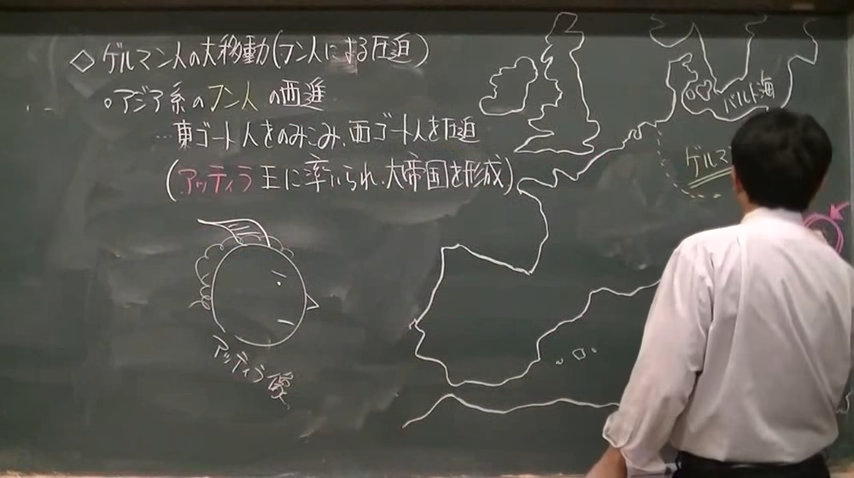 ◇ゲルマン人の大移動(フン人による圧迫)
○アジア系のフン人の西進
…東ゴート人をのみこみ、西ゴート人を圧迫
(アッティラ王に率いられ、大帝国を形成)
アッティラ優
バルト海
ゲルマ